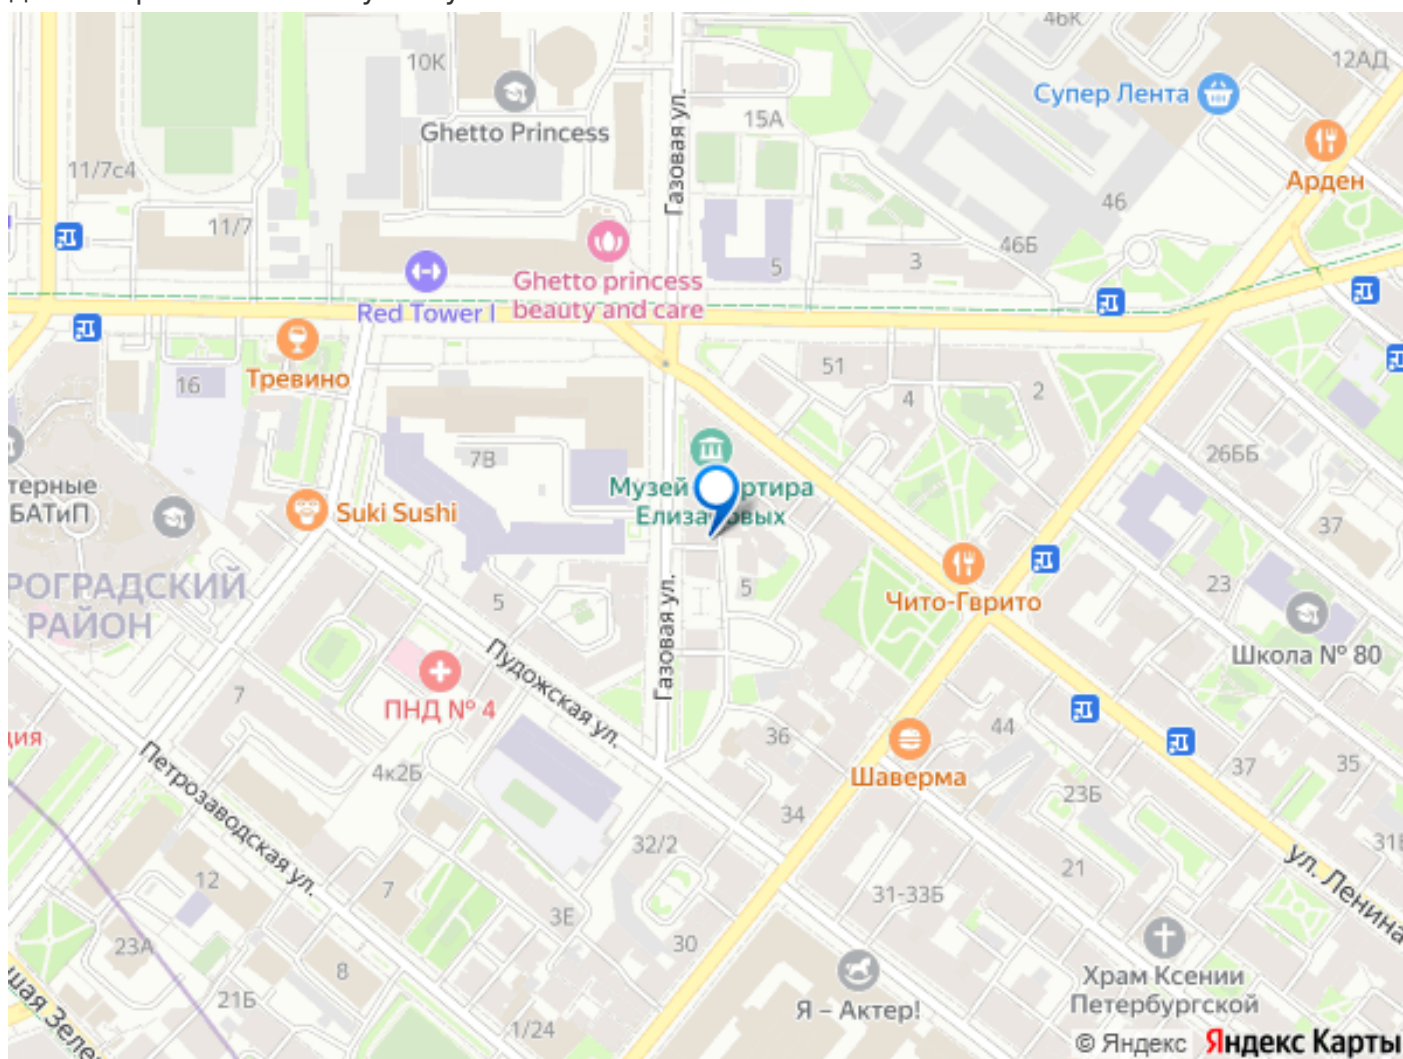 46К
10К
12АД
Супер Лента
Газовая ул.
15А
Ghetto Princess
11/7с4
Арден
46
11/7
46Б
3
5
Ghetto princess
beauty and care
Red Tower I
51
Тревино
16
2
4
26ББ
7В
Музей
Елиза
вых
терные
БАТиП
Suki Sushi
37
РОГРАДСКИЙ
РАЙОН
5
5
23
Чито-Гврито
Газовая ул.
Школа № 80
Пудожская ул.
7
ПНД № 4
ция
44
36
35
37
Петрозаводская ул.
4к2Б
Шаверма
23Б
34
32/2
31Б
ул. Ленина
21
12
7
31-33Б
3Е
23А
30
8
Храм Ксении
Петербургской
21Б
Я – Актер!
1/24
© Яндекс Яндекс Карты